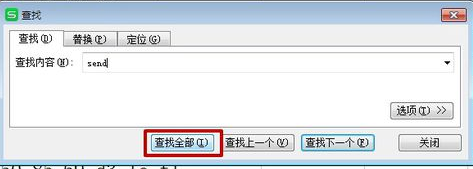 查找
查找(D) 替换(P) 定位(G)
查找内容(N): send
选项(T) >>
查找全部(I) 查找上一个(V) 查找下一个(F) 关闭